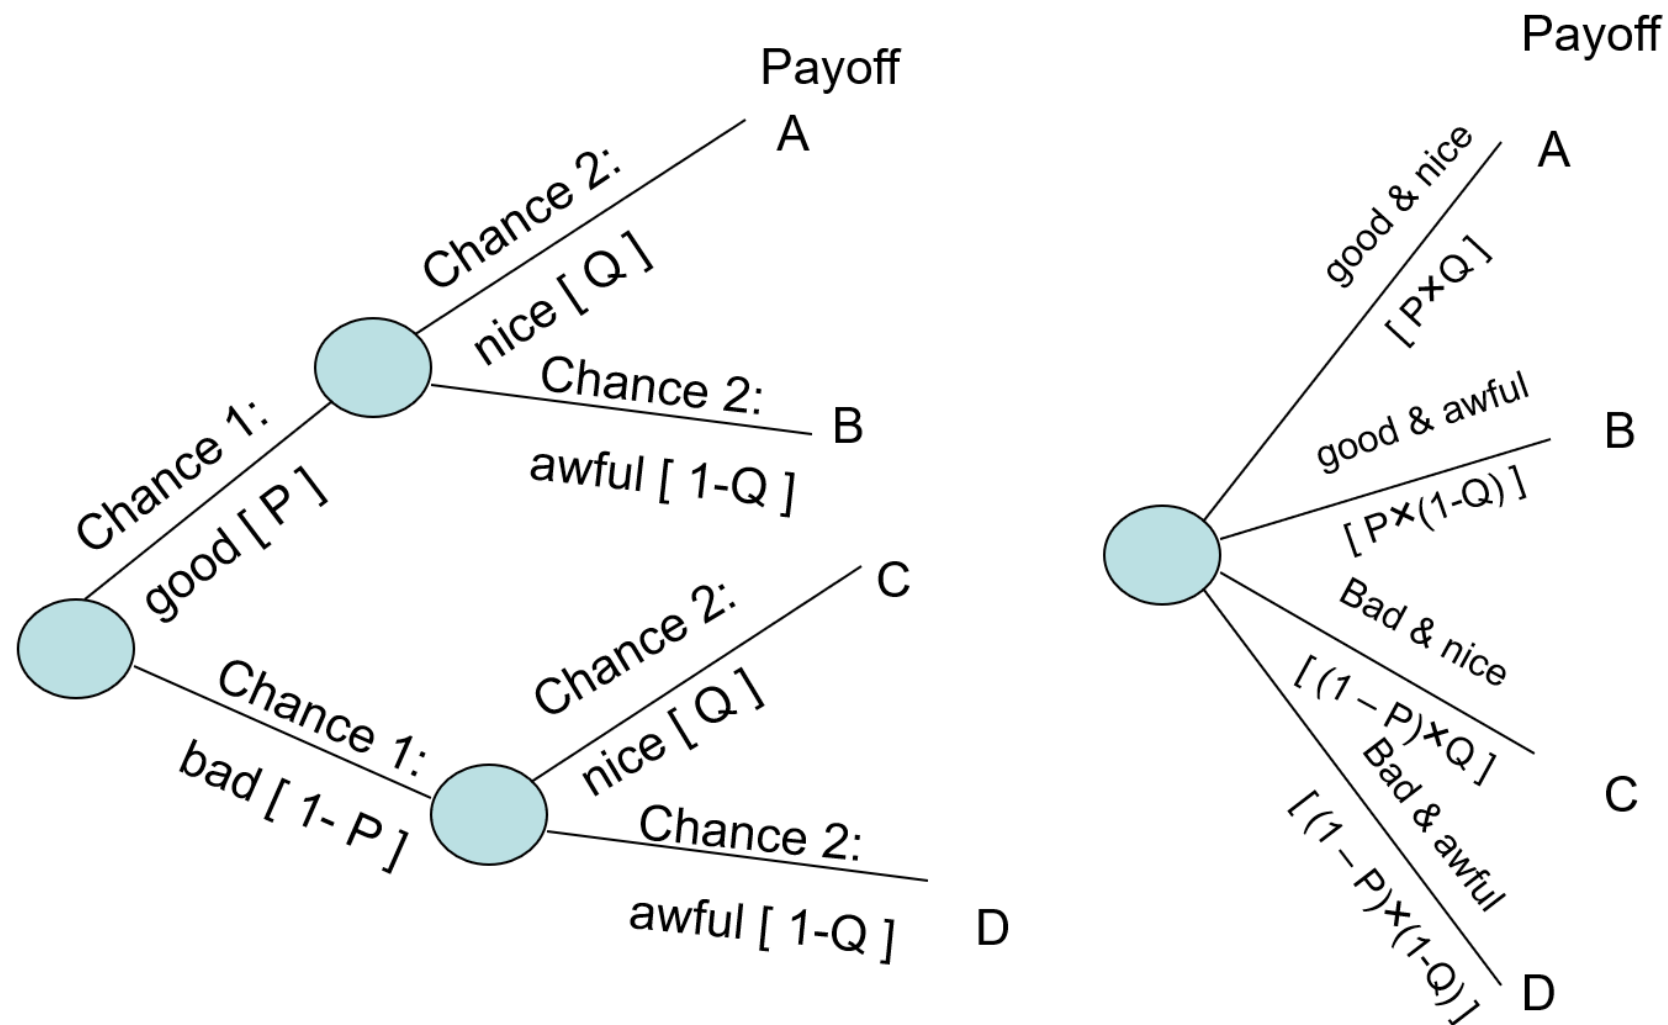 Payoff
A
Chance 2:
nice [ Q ]
Chance 2:
B
awful [ 1-Q ]
Chance 1:
good [ P ]
Chance 1:
bad [ 1- P ]
Chance 2:
C
nice [ Q ]
Chance 2:
awful [ 1-Q ]
D
Payoff
good & nice
A
[ P×Q ]
good & awful
B
[ P×(1-Q) ]
Bad & nice
[ (1 – P)×Q ]
C
Bad & awful
[ (1 – P)×(1-Q) ]
D